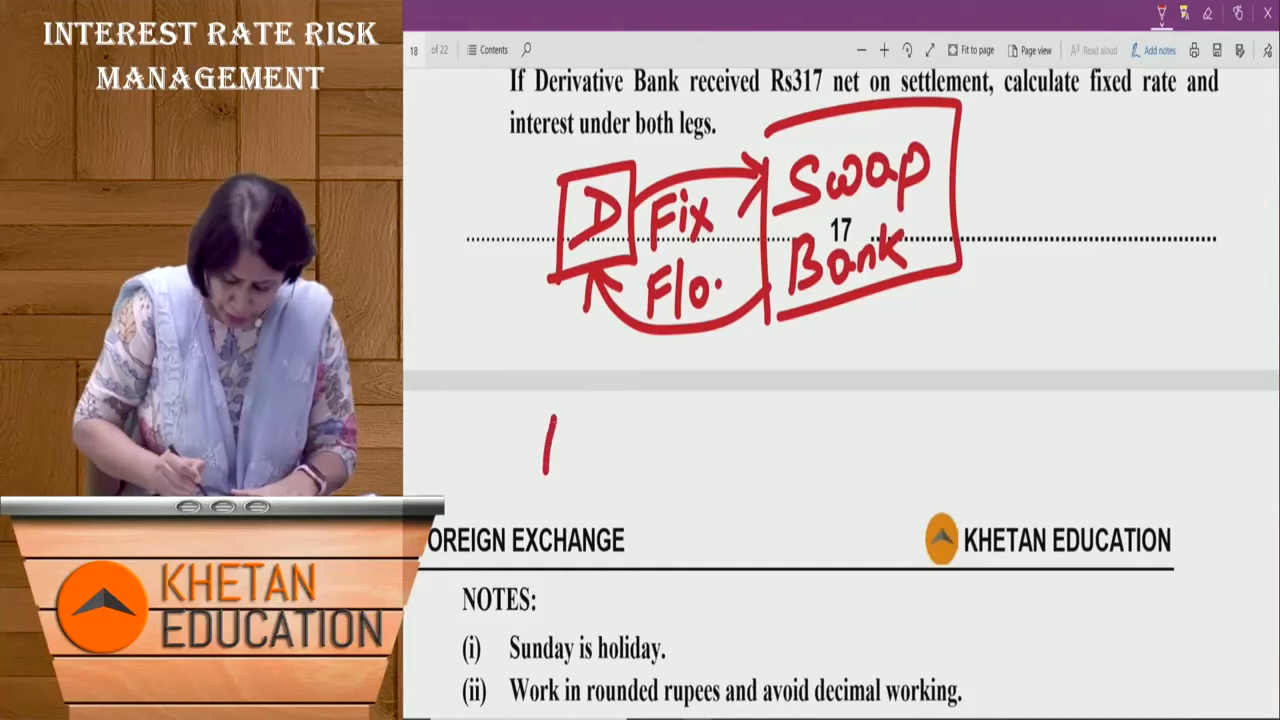 INTEREST RATE RISK
MANAGEMENT
18 of 22
Contents
Fit to page
Page view
Read aloud
Add notes
If Derivative Bank received Rs317 net on settlement, calculate fixed rate and
interest under both legs.
D
Fix
Flo.
Swap
Bank
17
OREIGN EXCHANGE
KHETAN EDUCATION
NOTES:
(i) Sunday is holiday.
(ii) Work in rounded rupees and avoid decimal working.
KHETAN
EDUCATION